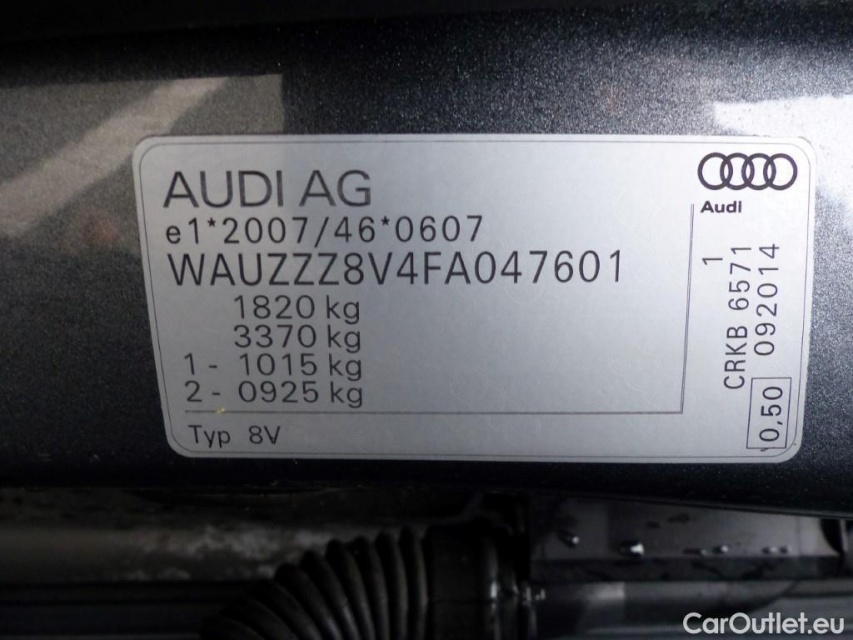 AUDI AG
e1*2007/46*0607
WAUZZZ8V4FA047601
1820 kg
3370 kg
1 - 1015 kg
2 - 0925 kg
Typ 8V
Audi
1
CRKB 6571
092014
0,50
CarOutlet.eu